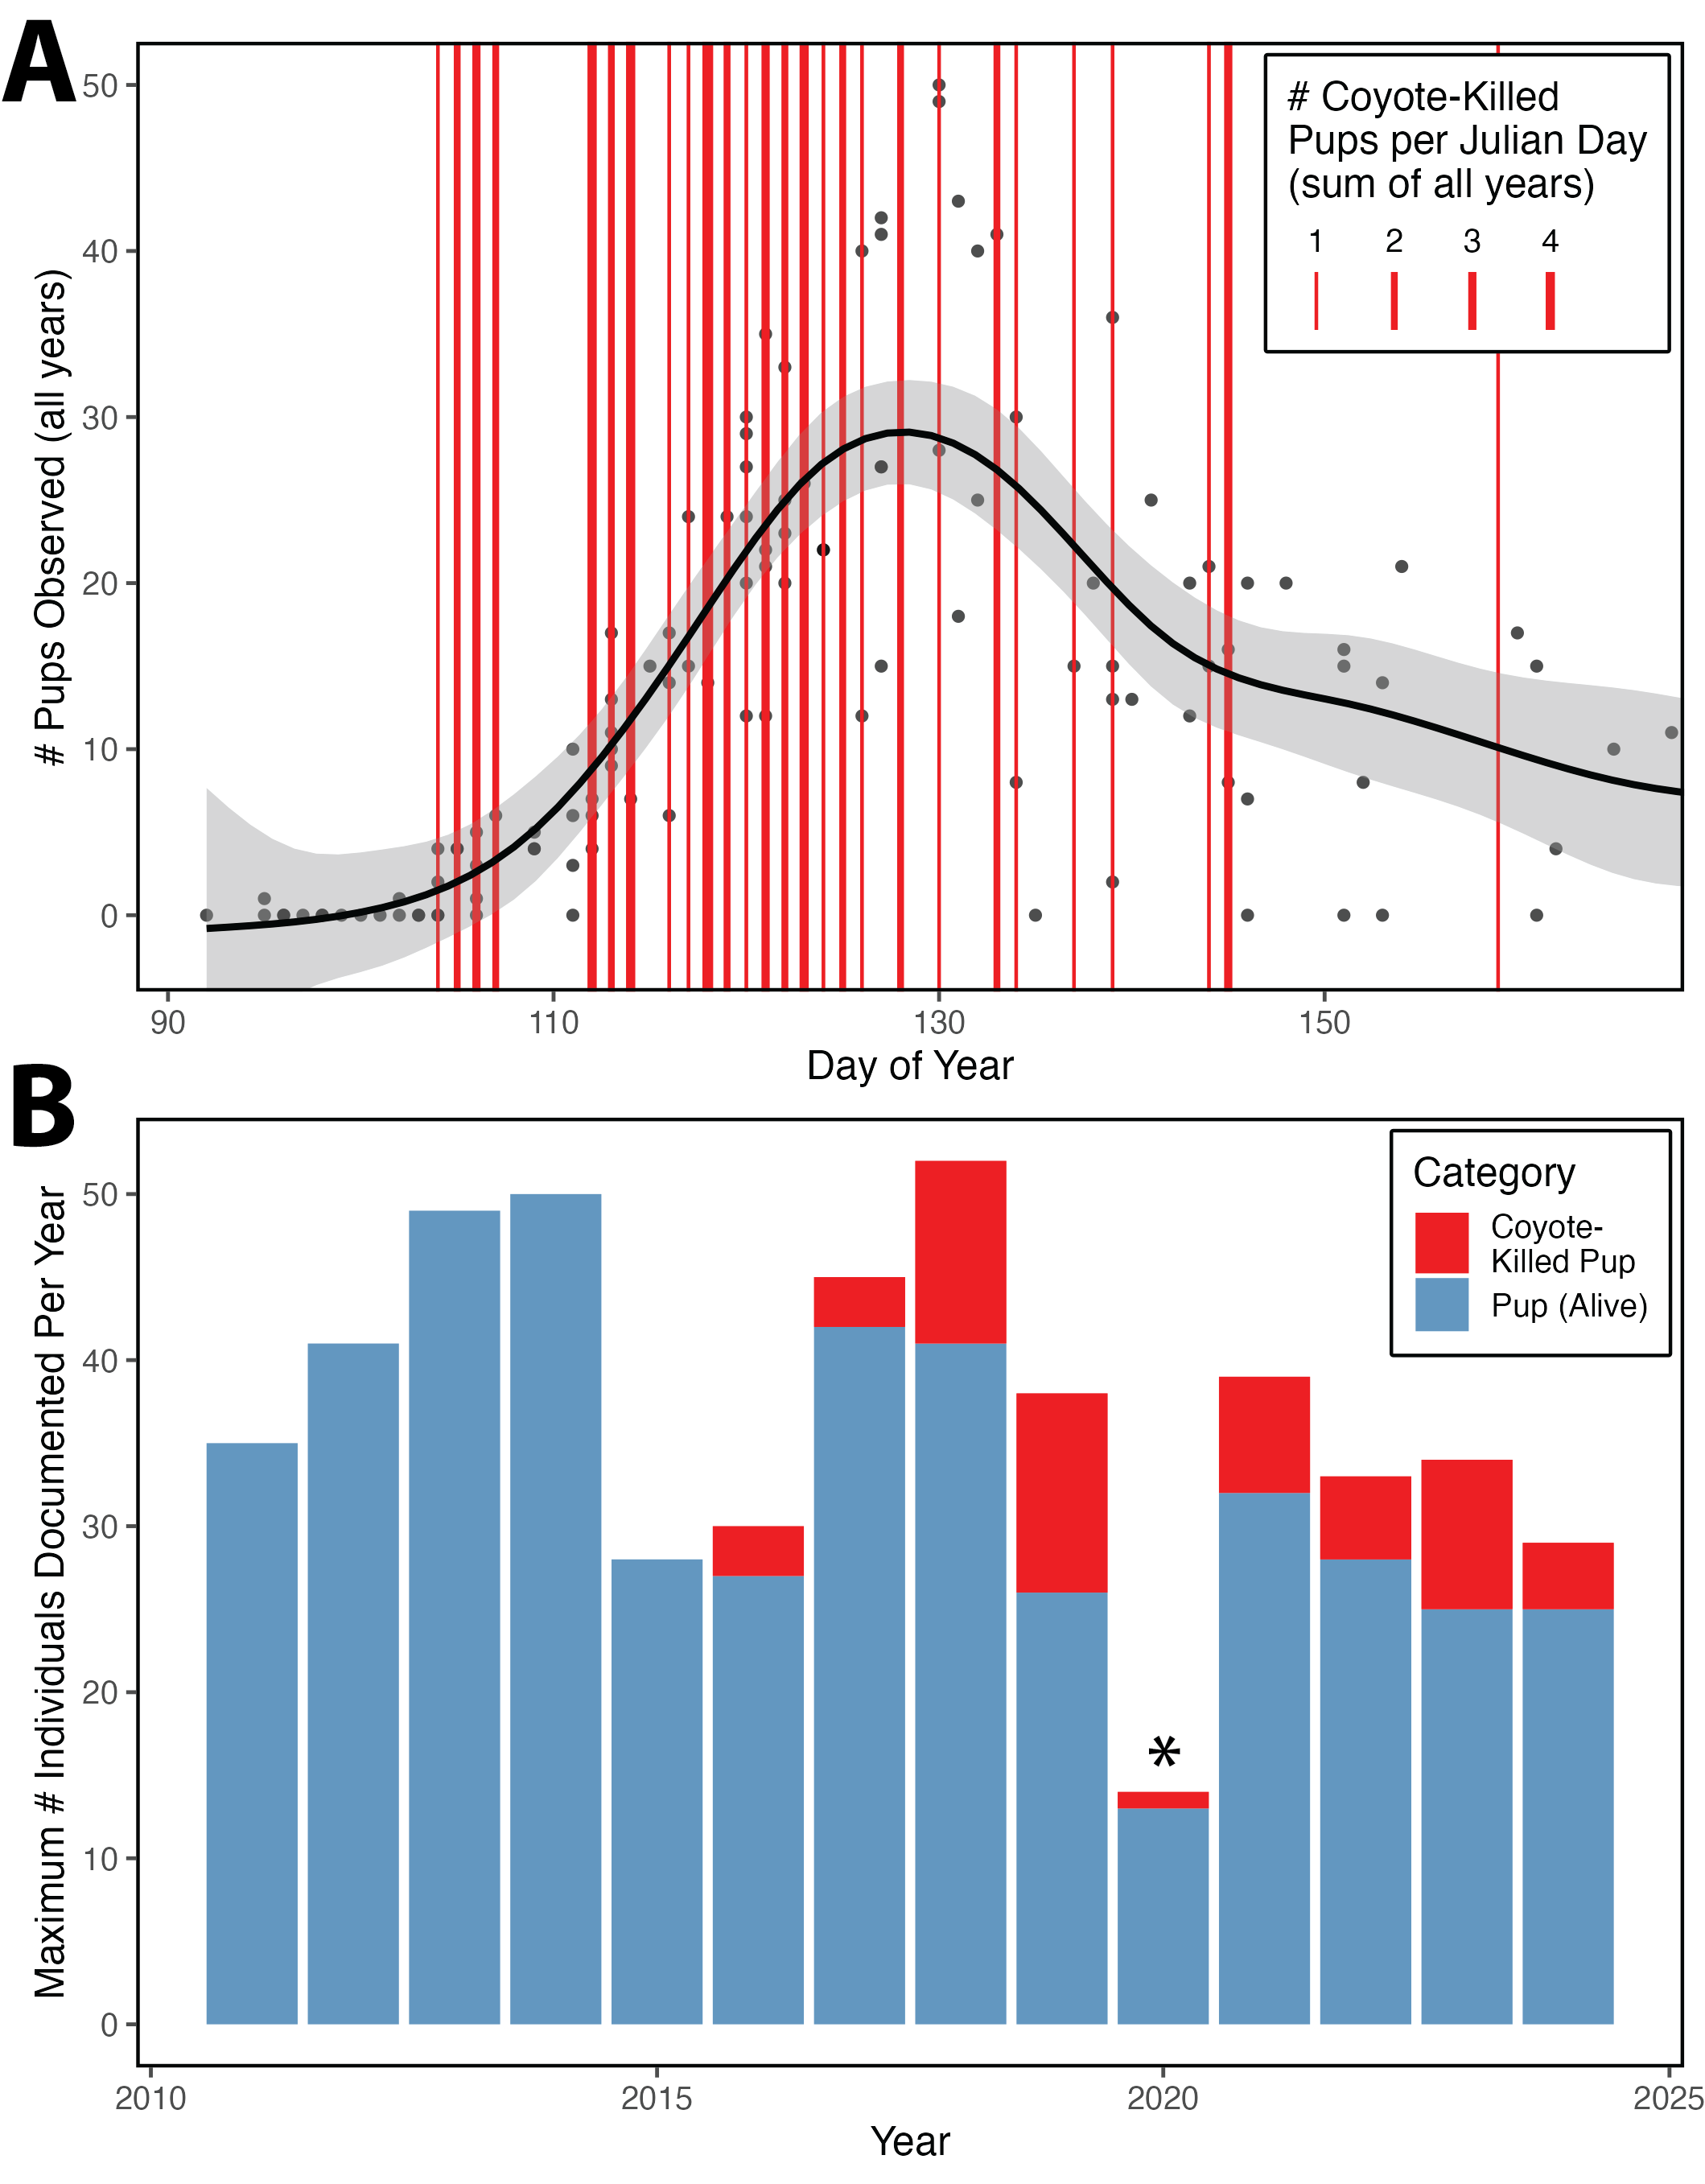 A
# Pups Observed (all years)
50
40
30
20
10
0
# Coyote-Killed
Pups per Julian Day
(sum of all years)
1 2 3 4
90 110 130 150
Day of Year
B
Maximum # Individuals Documented Per Year
50
40
30
20
10
0
Category
Coyote-
Killed Pup
Pup (Alive)
*
2010 2015 2020 2025
Year